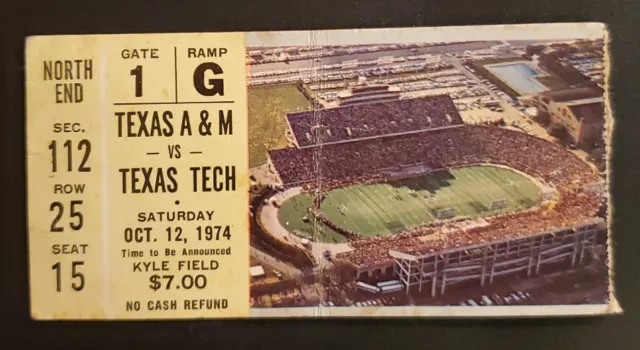 NORTH
END
SEC.
112
ROW
25
SEAT
15
GATE
1
RAMP
G
TEXAS A & M
— VS —
TEXAS TECH
•
SATURDAY
OCT. 12, 1974
Time to be Announced
KYLE FIELD
$7.00
NO CASH REFUND